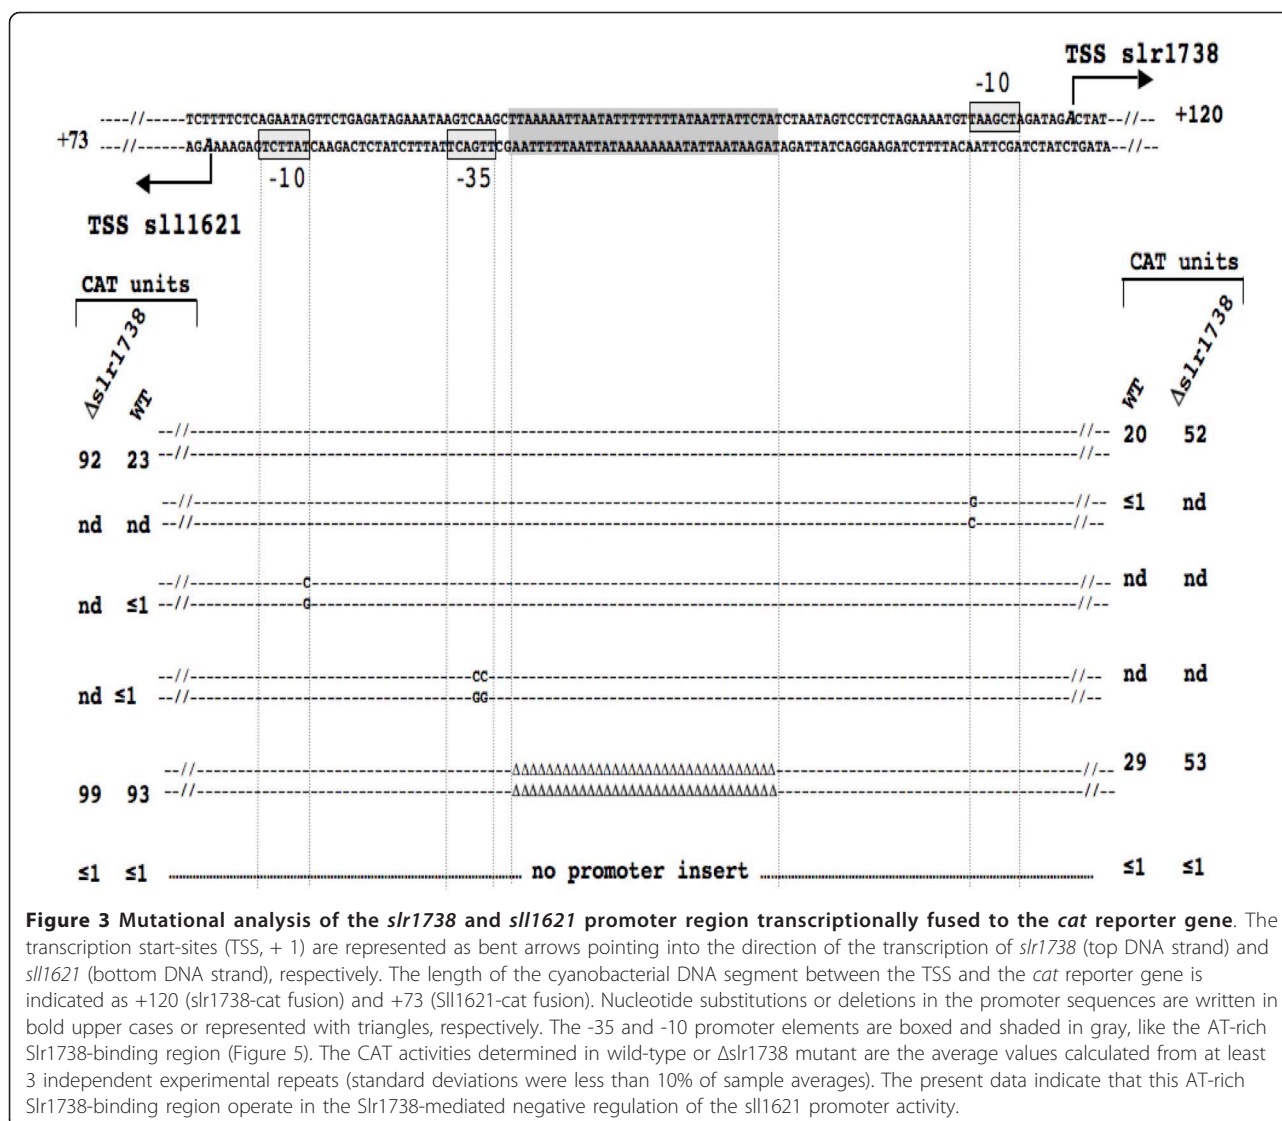 TSS slr1738
-10
----//-----TCTTTTCTCAGAATAGTTCTGAGATAGAAATAAGTCAAGCTTAAAAATTAATATTTTTTTTATAATTATTCTATCTAATAGTCCTTCTAGAAAATGTTAAGCTAGATAGACTAT--//-- +120
+73 ---//------AGAAAAGAGTCTTATCAAGACTCTATCTTTATTCAGTTCGAATTTTTAATTATAAAAAAAATATTAATAAGATAGATTATCAGGAAGATCTTTTACAATTCGATCTATCTGATA--//--
-10 -35
TSS sll1621
CAT units CAT units
Δslr1738 WT WT Δslr1738
20 52
92 23
G ≤1 nd
nd nd C
C nd nd
nd ≤1 G
CC nd nd
nd ≤1 GG
ΔΔΔΔΔΔΔΔΔΔΔΔΔΔΔΔΔΔΔΔΔΔΔΔΔΔΔΔΔΔ 29 53
99 93 ΔΔΔΔΔΔΔΔΔΔΔΔΔΔΔΔΔΔΔΔΔΔΔΔΔΔΔΔΔΔ
≤1 ≤1 no promoter insert ≤1 ≤1
Figure 3 Mutational analysis of the slr1738 and sll1621 promoter region transcriptionally fused to the cat reporter gene. The
transcription start-sites (TSS, + 1) are represented as bent arrows pointing into the direction of the transcription of slr1738 (top DNA strand) and
sll1621 (bottom DNA strand), respectively. The length of the cyanobacterial DNA segment between the TSS and the cat reporter gene is
indicated as +120 (slr1738-cat fusion) and +73 (Sll1621-cat fusion). Nucleotide substitutions or deletions in the promoter sequences are written in
bold upper cases or represented with triangles, respectively. The -35 and -10 promoter elements are boxed and shaded in gray, like the AT-rich
Slr1738-binding region (Figure 5). The CAT activities determined in wild-type or Δslr1738 mutant are the average values calculated from at least
3 independent experimental repeats (standard deviations were less than 10% of sample averages). The present data indicate that this AT-rich
Slr1738-binding region operate in the Slr1738-mediated negative regulation of the sll1621 promoter activity.